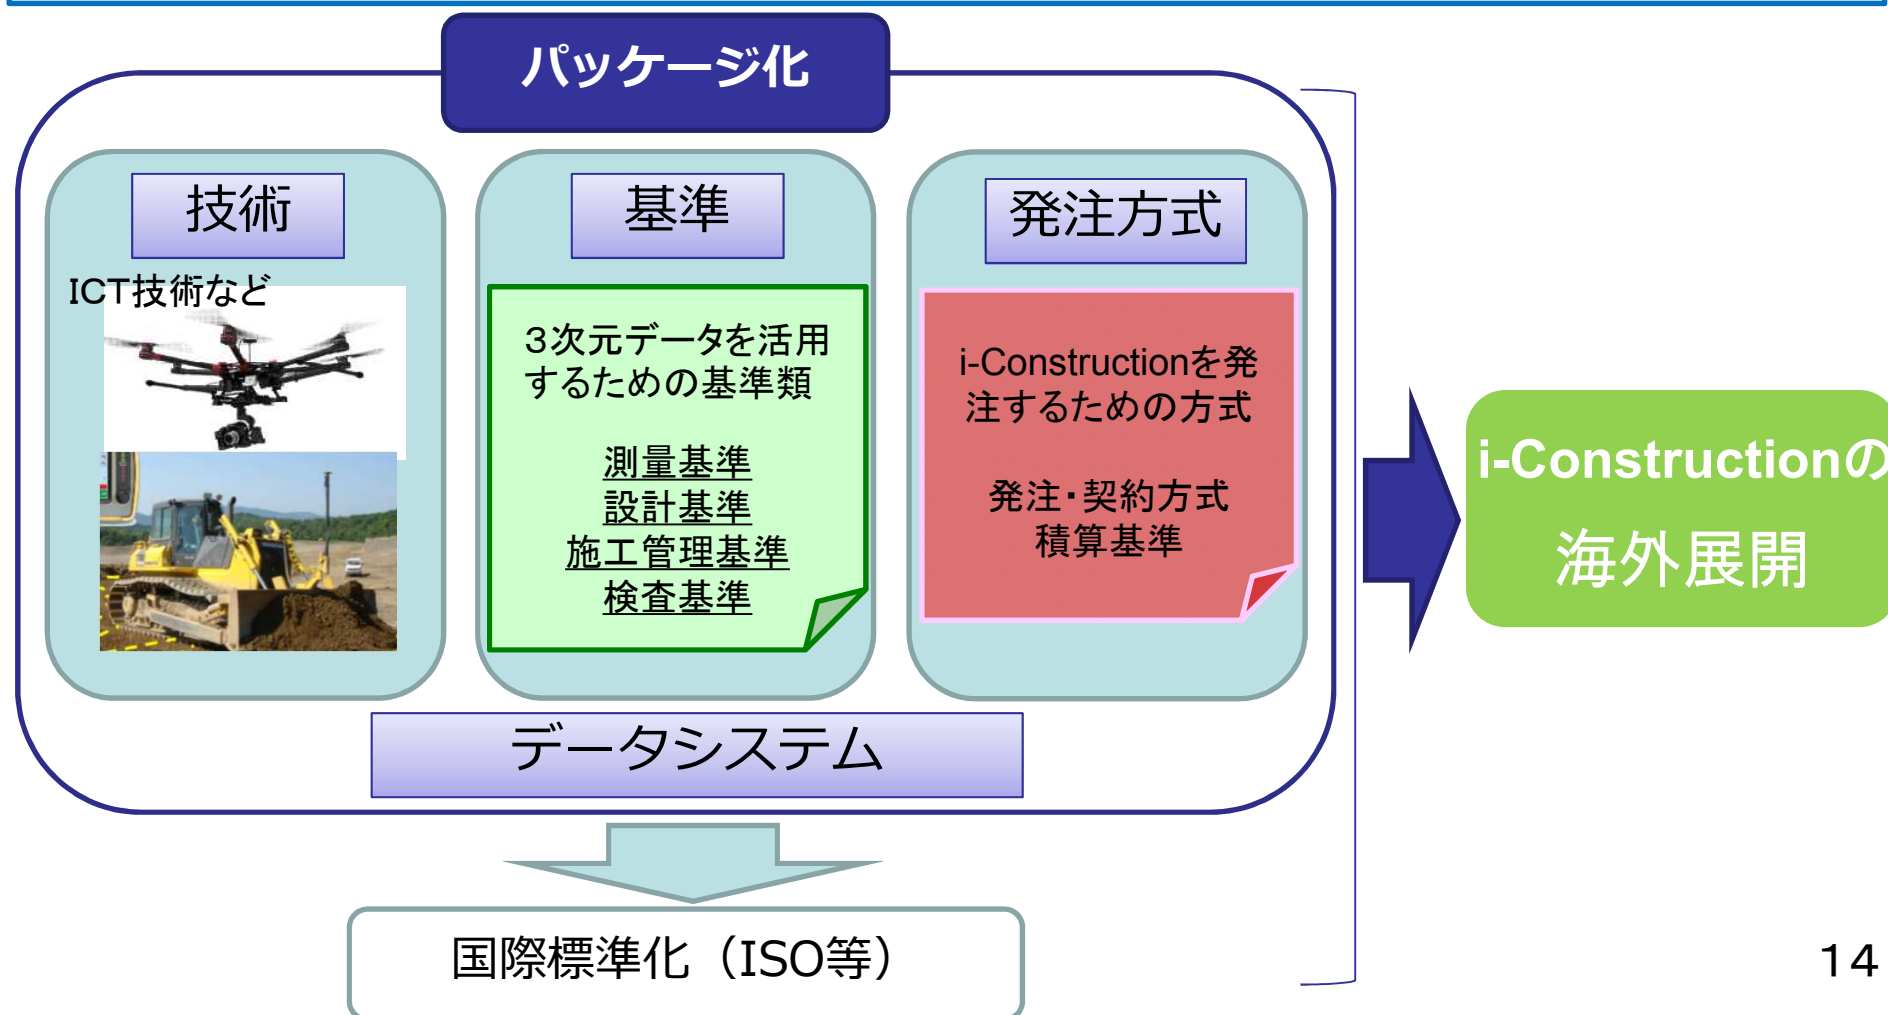 パッケージ化
技術
ICT技術など
基準
３次元データを活用
するための基準類
測量基準
設計基準
施工管理基準
検査基準
発注方式
i-Constructionを発
注するための方式
発注・契約方式
積算基準
データシステム
国際標準化（ISO等）
i-Constructionの
海外展開
14